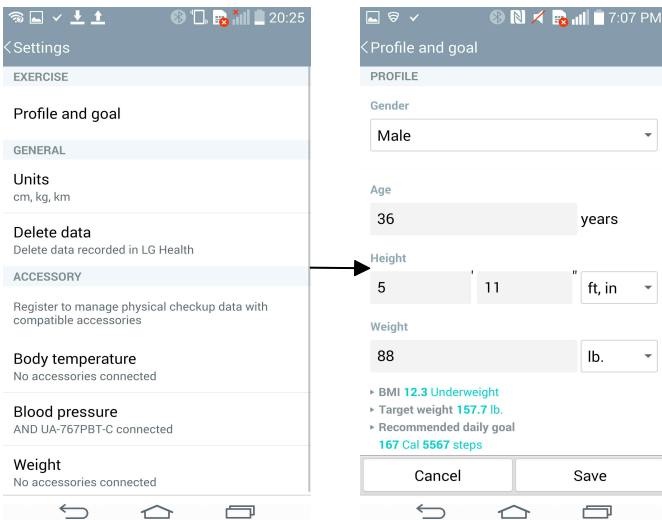 20:25
Settings
EXERCISE
Profile and goal
GENERAL
Units
cm, kg, km
Delete data
Delete data recorded in LG Health
ACCESSORY
Register to manage physical checkup data with
compatible accessories
Body temperature
No accessories connected
Blood pressure
AND UA-767PBT-C connected
Weight
No accessories connected
7:07 PM
Profile and goal
PROFILE
Gender
Male
Age
36 years
Height
5 ' 11 " ft, in
Weight
88 lb.
BMI 12.3 Underweight
Target weight 157.7 lb.
Recommended daily goal
167 Cal 5567 steps
Cancel Save